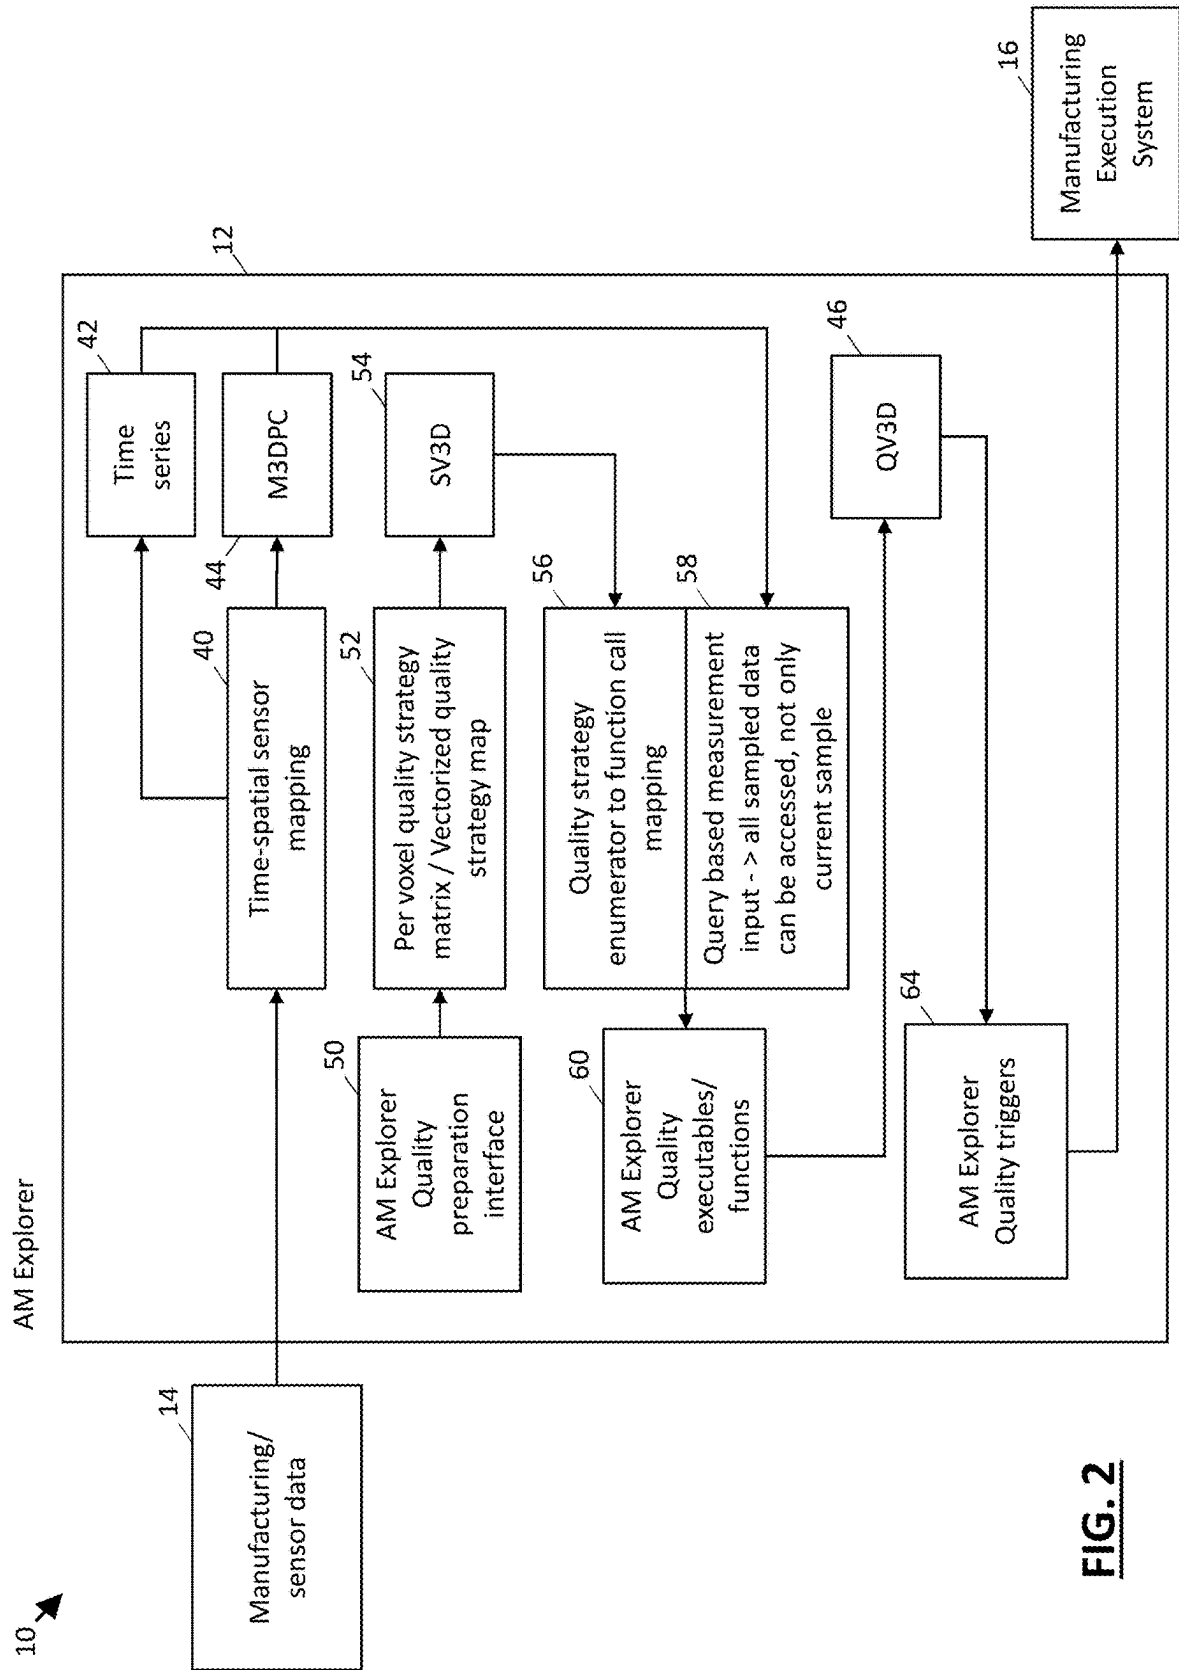 10
AM Explorer
12
14
Manufacturing/
sensor data
40
Time-spatial sensor
mapping
42
Time
series
44
M3DPC
50
AM Explorer
Quality
preparation
interface
52
Per voxel quality strategy
matrix / Vectorized quality
strategy map
54
SV3D
56
Quality strategy
enumerator to function call
mapping
58
Query based measurement
input - > all sampled data
can be accessed, not only
current sample
60
AM Explorer
Quality
executables/
functions
46
QV3D
64
AM Explorer
Quality triggers
16
Manufacturing
Execution
System
FIG. 2